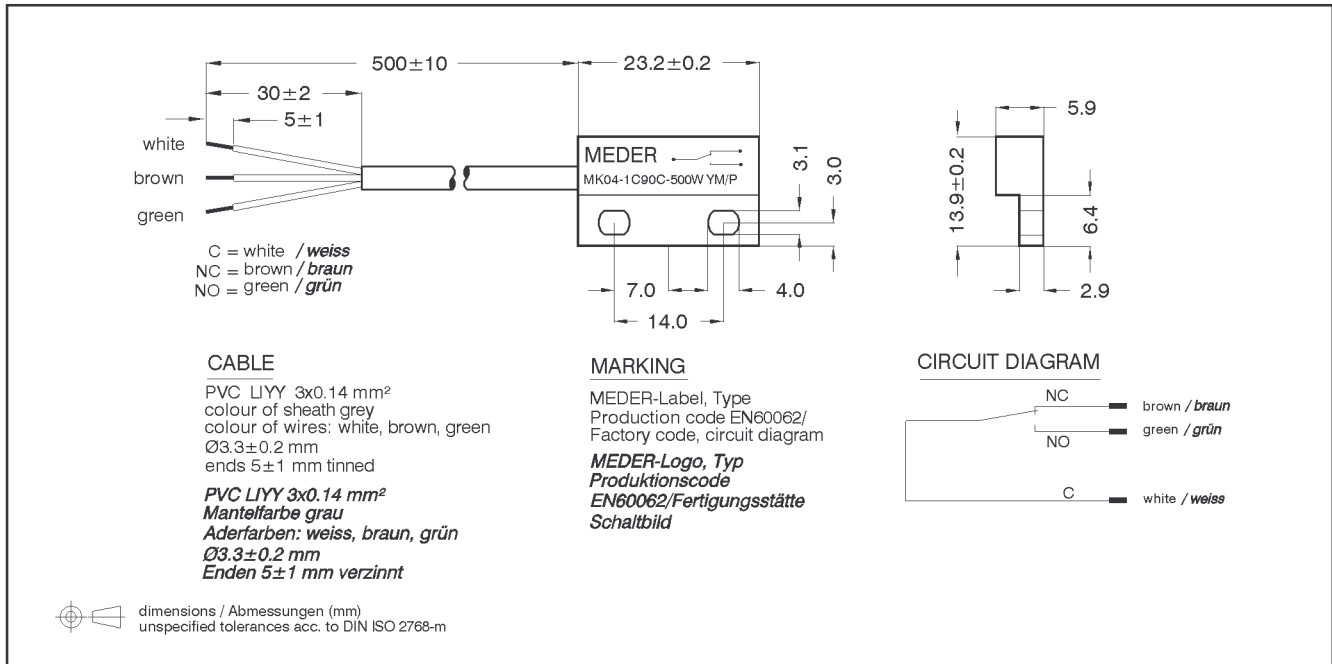 500±10
23.2±0.2
30±2
5±1
white
brown
green
MEDER
MK04-1C90C-500W YM/P
3.1
3.0
5.9
13.9±0.2
6.4
2.9
C = white / weiss
NC = brown / braun
NO = green / grün
7.0
4.0
14.0
CABLE
PVC LIYY 3x0.14 mm²
colour of sheath grey
colour of wires: white, brown, green
Ø3.3±0.2 mm
ends 5±1 mm tinned
PVC LIYY 3x0.14 mm²
Mantelfarbe grau
Aderfarben: weiss, braun, grün
Ø3.3±0.2 mm
Enden 5±1 mm verzinnt
MARKING
MEDER-Label, Type
Production code EN60062/
Factory code, circuit diagram
MEDER-Logo, Typ
Produktionscode
EN60062/Fertigungsstätte
Schaltbild
CIRCUIT DIAGRAM
NC
brown / braun
green / grün
NO
C
white / weiss
dimensions / Abmessungen (mm)
unspecified tolerances acc. to DIN ISO 2768-m